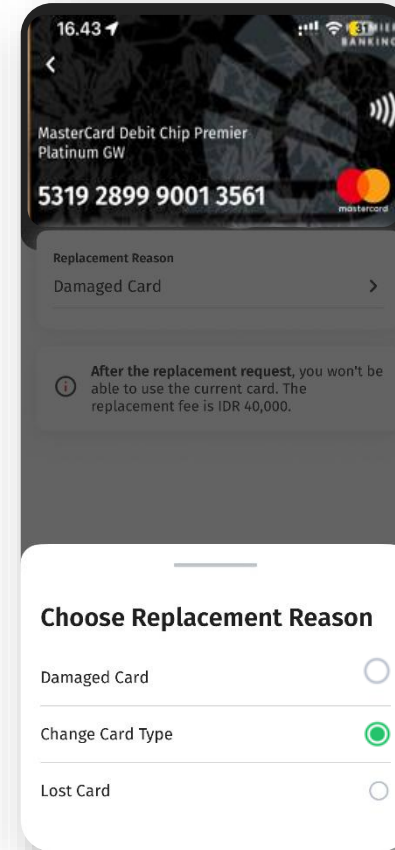 16.43
31
BANKING
MasterCard Debit Chip Premier
Platinum GW
5319 2899 9001 3561
mastercard
Replacement Reason
Damaged Card
After the replacement request, you won't be
able to use the current card. The
replacement fee is IDR 40,000.
Choose Replacement Reason
Damaged Card
Change Card Type
Lost Card